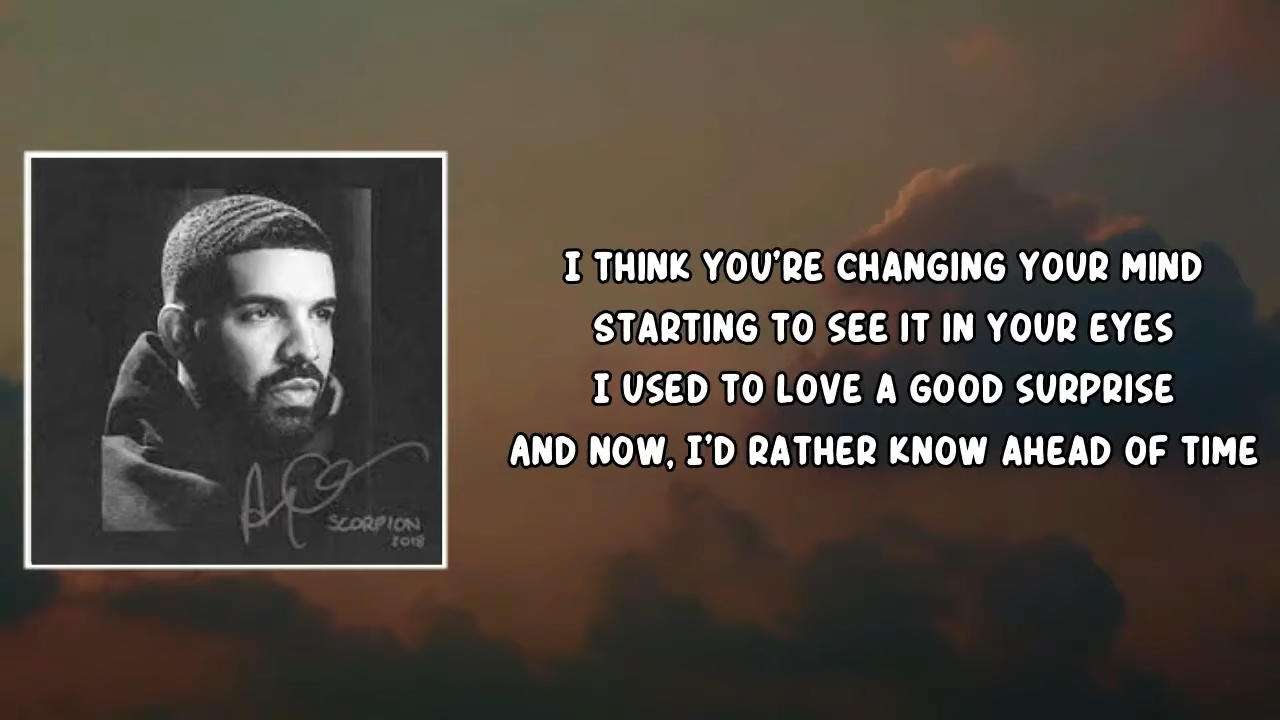 I THINK YOU'RE CHANGING YOUR MIND
STARTING TO SEE IT IN YOUR EYES
I USED TO LOVE A GOOD SURPRISE
AND NOW, I'D RATHER KNOW AHEAD OF TIME
SCORPION
2018